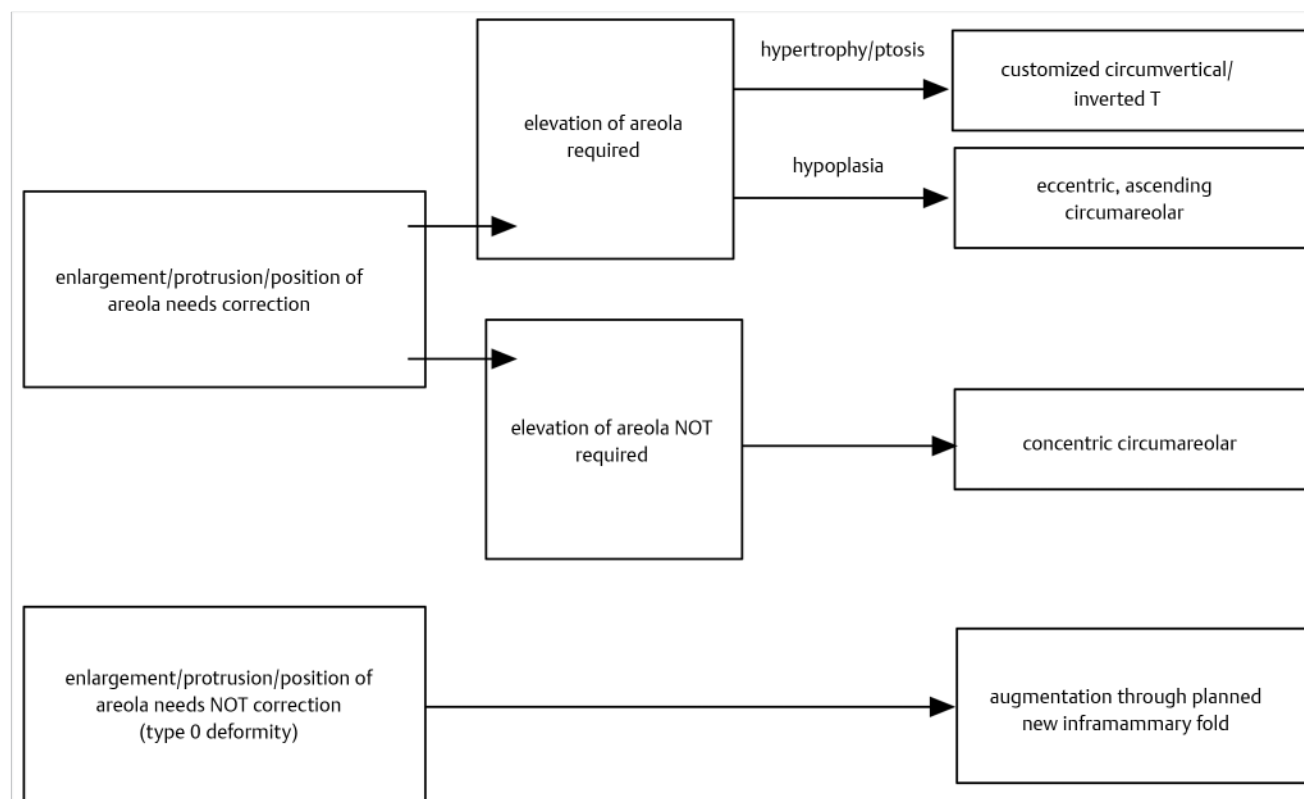 hypertrophy/ptosis
customized circumvertical/
inverted T
elevation of areola
required
hypoplasia
eccentric, ascending
circumareolar
enlargement/protrusion/position of
areola needs correction
elevation of areola NOT
required
concentric circumareolar
enlargement/protrusion/position of
areola needs NOT correction
(type 0 deformity)
augmentation through planned
new inframammary fold